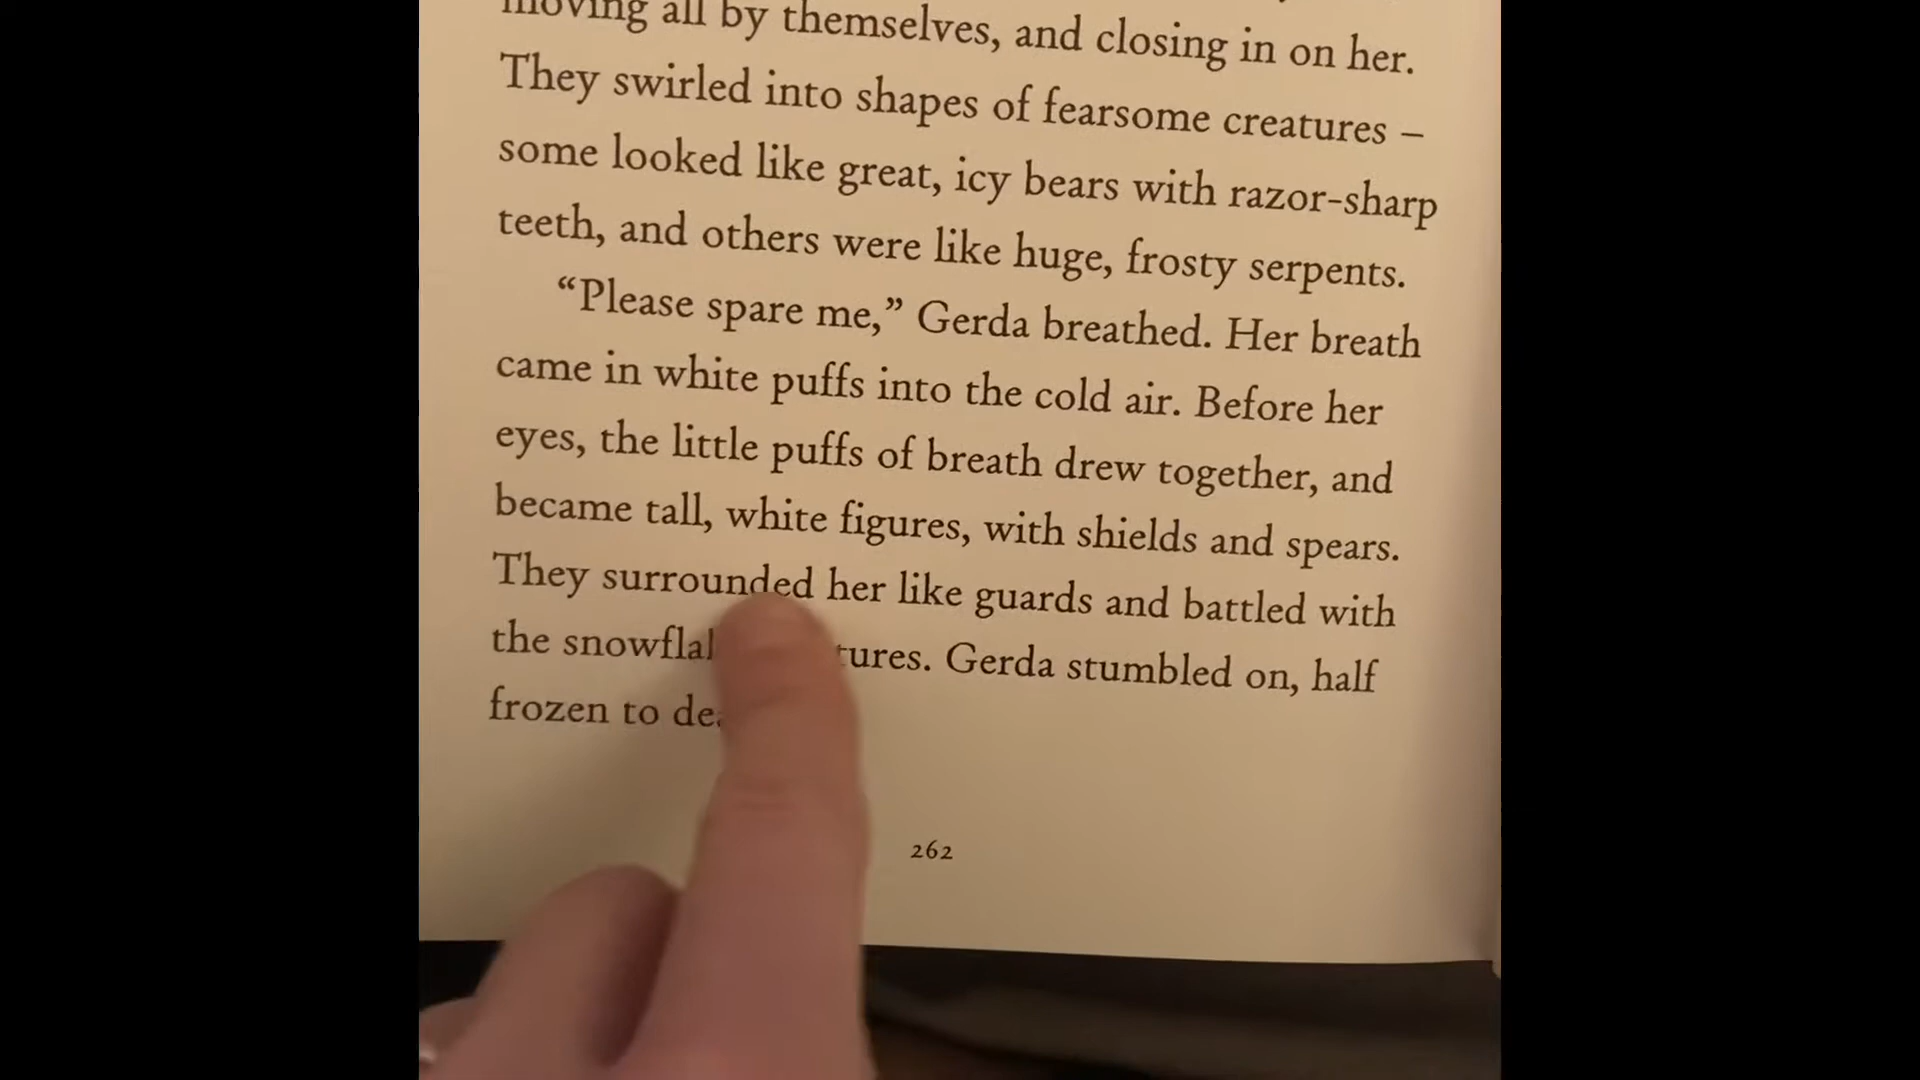 moving all by themselves, and closing in on her.
They swirled into shapes of fearsome creatures –
some looked like great, icy bears with razor-sharp
teeth, and others were like huge, frosty serpents.
“Please spare me,” Gerda breathed. Her breath
came in white puffs into the cold air. Before her
eyes, the little puffs of breath drew together, and
became tall, white figures, with shields and spears.
They surrounded her like guards and battled with
the Gerda stumbled on, half
frozen to
262